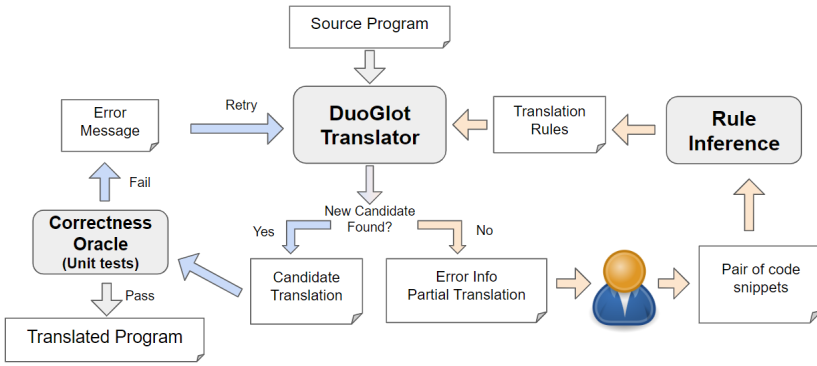 Source Program
Error
Message
Retry
DuoGlot
Translator
Translation
Rules
Rule
Inference
Fail
New Candidate
Found?
Yes
No
Correctness
Oracle
(Unit tests)
Candidate
Translation
Error Info
Partial Translation
Pair of code
snippets
Pass
Translated Program